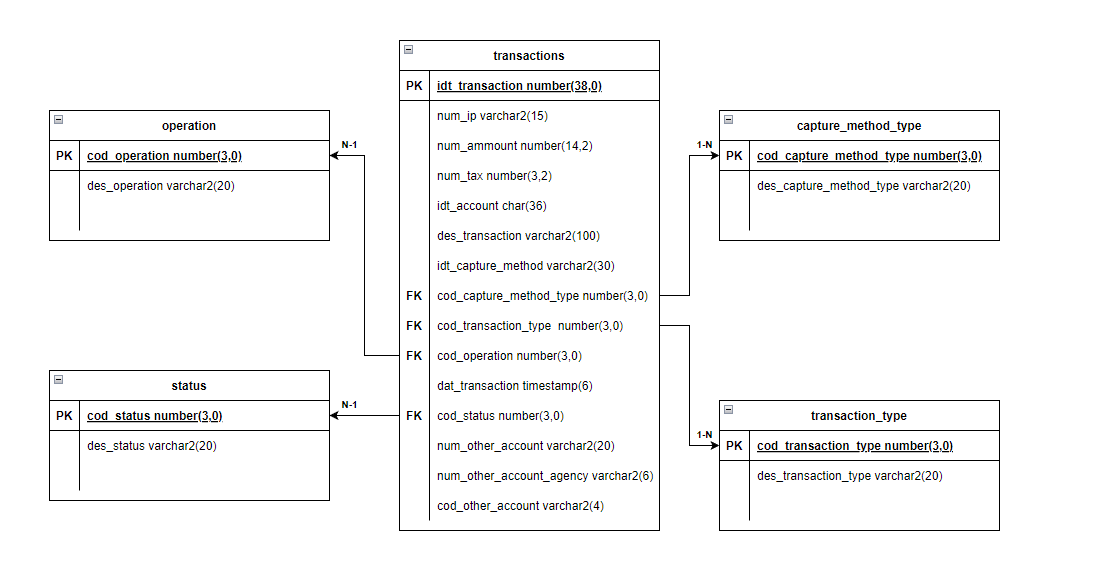 transactions
PK idt_transaction number(38,0)
num_ip varchar2(15)
num_ammount number(14,2)
num_tax number(3,2)
idt_account char(36)
des_transaction varchar2(100)
idt_capture_method varchar2(30)
FK cod_capture_method_type number(3,0)
FK cod_transaction_type  number(3,0)
FK cod_operation number(3,0)
dat_transaction timestamp(6)
FK cod_status number(3,0)
num_other_account varchar2(20)
num_other_account_agency varchar2(6)
cod_other_account varchar2(4)
operation
PK cod_operation number(3,0)
des_operation varchar2(20)
N-1
status
PK cod_status number(3,0)
des_status varchar2(20)
N-1
capture_method_type
PK cod_capture_method_type number(3,0)
des_capture_method_type varchar2(20)
1-N
transaction_type
PK cod_transaction_type number(3,0)
des_transaction_type varchar2(20)
1-N